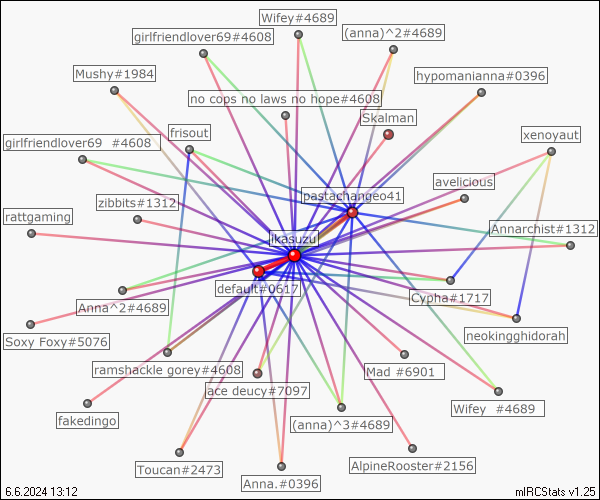 Wifey#4689
girlfriendlover69#4608
(anna)^2#4689
Mushy#1984
hypomanianna#0396
no cops no laws no hope#4608
Skalman
frisout
xenoyaut
girlfriendlover69 #4608
avelicious
pastachangeo41
zibbits#1312
rattgaming
Annarchist#1312
ikasuzu
default#0617
Cypha#1717
Anna^2#4689
neokingghidorah
Soxy Foxy#5076
ramshackle gorey#4608
Mad #6901
ace deucy#7097
Wifey #4689
fakedingo
(anna)^3#4689
AlpineRooster#2156
Toucan#2473
Anna.#0396
6.6.2024 13:12
mIRCStats v1.25